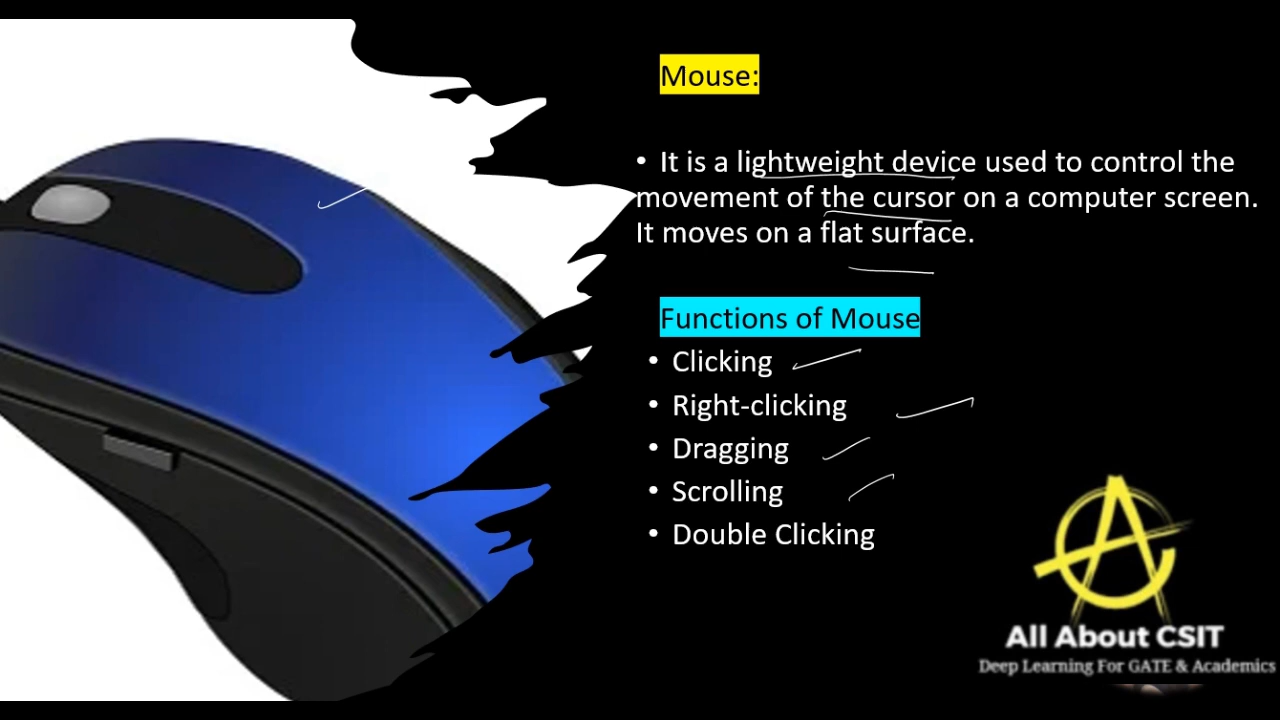 Mouse:
• It is a lightweight device used to control the
movement of the cursor on a computer screen.
It moves on a flat surface.
Functions of Mouse
• Clicking
• Right-clicking
• Dragging
• Scrolling
• Double Clicking
All About CSIT
Deep Learning For GATE & Academics